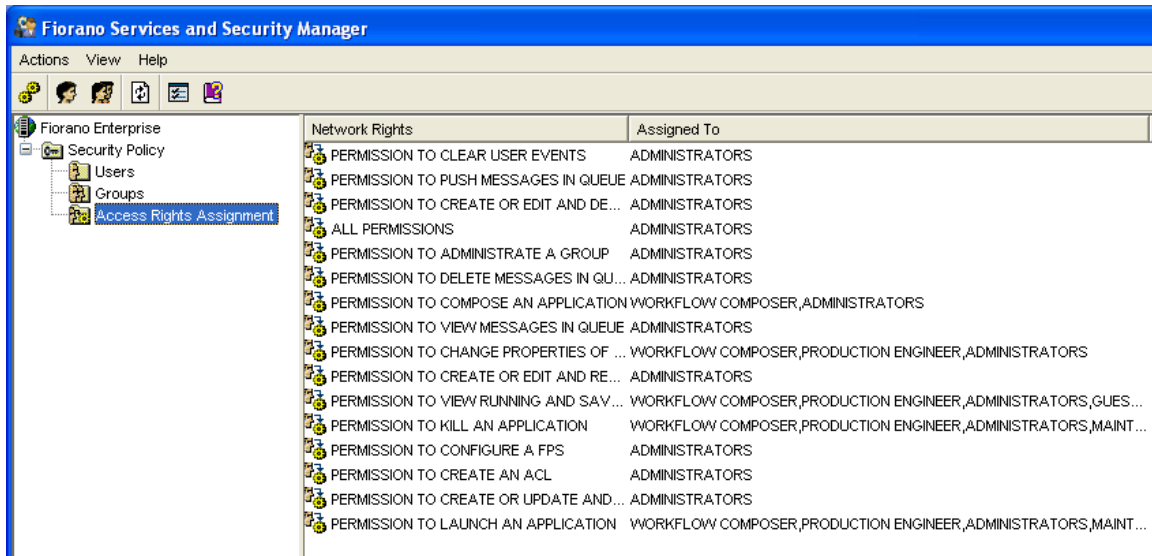 Fiorano Services and Security Manager
Actions View Help
Fiorano Enterprise
Security Policy
Users
Groups
Access Rights Assignment
Network Rights Assigned To
PERMISSION TO CLEAR USER EVENTS ADMINISTRATORS
PERMISSION TO PUSH MESSAGES IN QUEUE ADMINISTRATORS
PERMISSION TO CREATE OR EDIT AND DE... ADMINISTRATORS
ALL PERMISSIONS ADMINISTRATORS
PERMISSION TO ADMINISTRATE A GROUP ADMINISTRATORS
PERMISSION TO DELETE MESSAGES IN QU... ADMINISTRATORS
PERMISSION TO COMPOSE AN APPLICATION WORKFLOW COMPOSER,ADMINISTRATORS
PERMISSION TO VIEW MESSAGES IN QUEUE ADMINISTRATORS
PERMISSION TO CHANGE PROPERTIES OF ... WORKFLOW COMPOSER,PRODUCTION ENGINEER,ADMINISTRATORS
PERMISSION TO CREATE OR EDIT AND RE... ADMINISTRATORS
PERMISSION TO VIEW RUNNING AND SAV... WORKFLOW COMPOSER,PRODUCTION ENGINEER,ADMINISTRATORS,GUES...
PERMISSION TO KILL AN APPLICATION WORKFLOW COMPOSER,PRODUCTION ENGINEER,ADMINISTRATORS,MAINT...
PERMISSION TO CONFIGURE A FPS ADMINISTRATORS
PERMISSION TO CREATE AN ACL ADMINISTRATORS
PERMISSION TO CREATE OR UPDATE AND... ADMINISTRATORS
PERMISSION TO LAUNCH AN APPLICATION WORKFLOW COMPOSER,PRODUCTION ENGINEER,ADMINISTRATORS,MAINT...